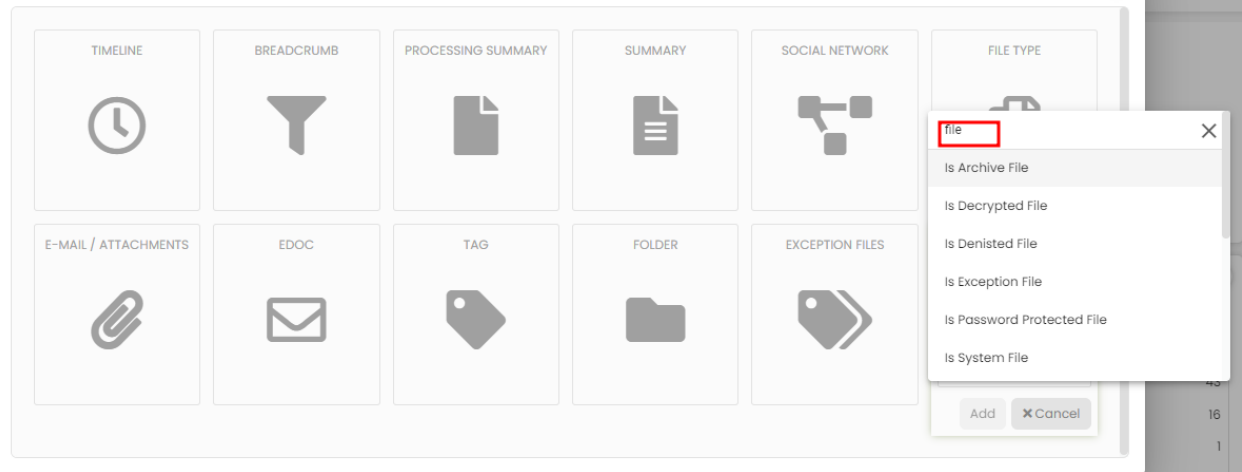 TIMELINE
BREADCRUMB
PROCESSING SUMMARY
SUMMARY
SOCIAL NETWORK
FILE TYPE
file
Is Archive File
Is Decrypted File
Is Denisted File
Is Exception File
Is Password Protected File
Is System File
E-MAIL / ATTACHMENTS
EDOC
TAG
FOLDER
EXCEPTION FILES
Add
Cancel
43
16
1